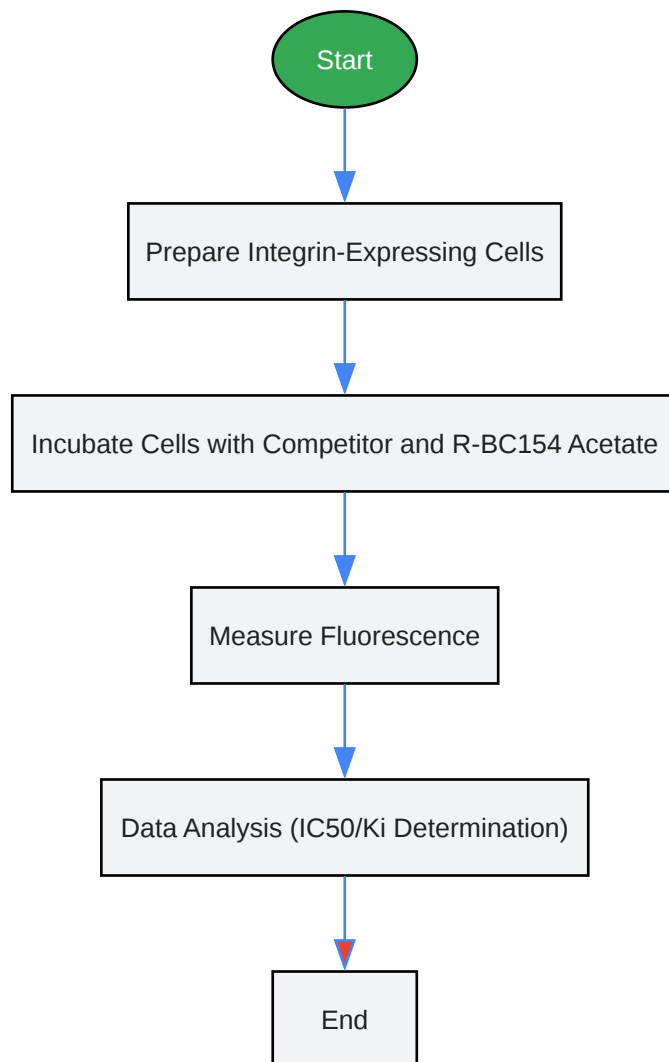 Start
Prepare Integrin-Expressing Cells
Incubate Cells with Competitor and R-BC154 Acetate
Measure Fluorescence
Data Analysis (IC50/Ki Determination)
End